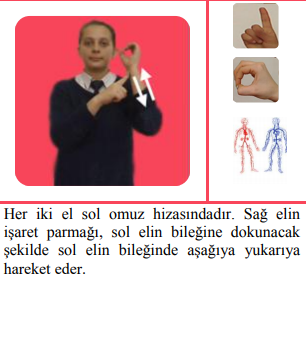 Her iki el sol omuz hizasındadır. Sağ elin
işaret parmağı, sol elin bileğine dokunacak
şekilde sol elin bileğinde aşağıya yukarıya
hareket eder.